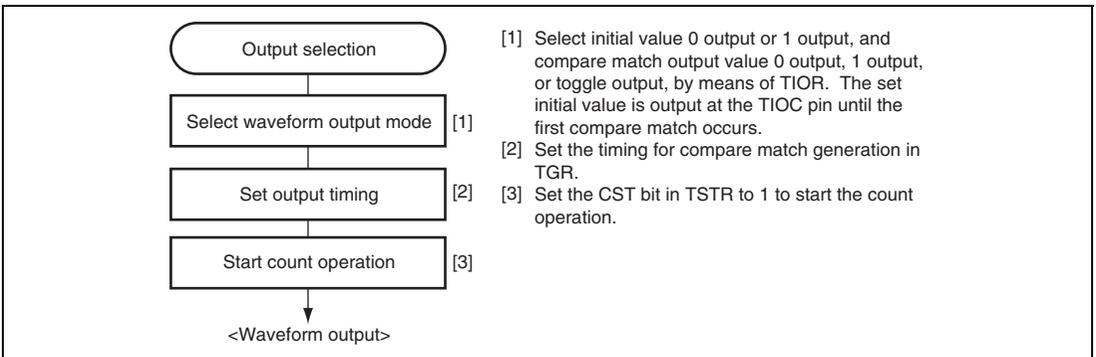 Output selection
Select waveform output mode [1]
Set output timing [2]
Start count operation [3]
<Waveform output>
[1] Select initial value 0 output or 1 output, and
compare match output value 0 output, 1 output,
or toggle output, by means of TIOR. The set
initial value is output at the TIOC pin until the
first compare match occurs.
[2] Set the timing for compare match generation in
TGR.
[3] Set the CST bit in TSTR to 1 to start the count
operation.